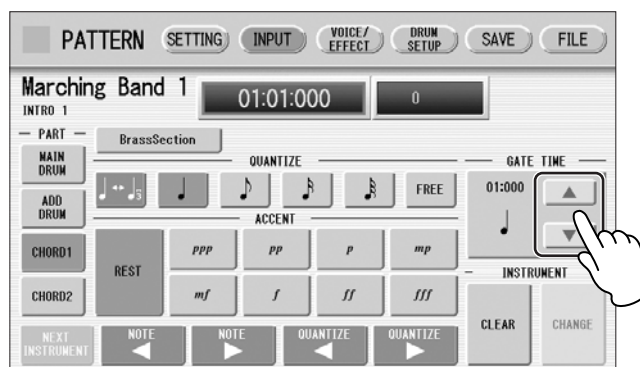 PATTERN SETTING INPUT VOICE/ EFFECT DRUM SETUP SAVE FILE
Marching Band 1 01:01:000 0
INTRO 1
PART
BrassSection
QUANTIZE
GATE TIME
MAIN DRUM
3
FREE
01:000
ADD DRUM
ACCENT
CHORD1
REST
ppp pp p mp
INSTRUMENT
CHORD2
mf f ff fff
CLEAR CHANGE
NEXT INSTRUMENT
NOTE NOTE QUANTIZE QUANTIZE